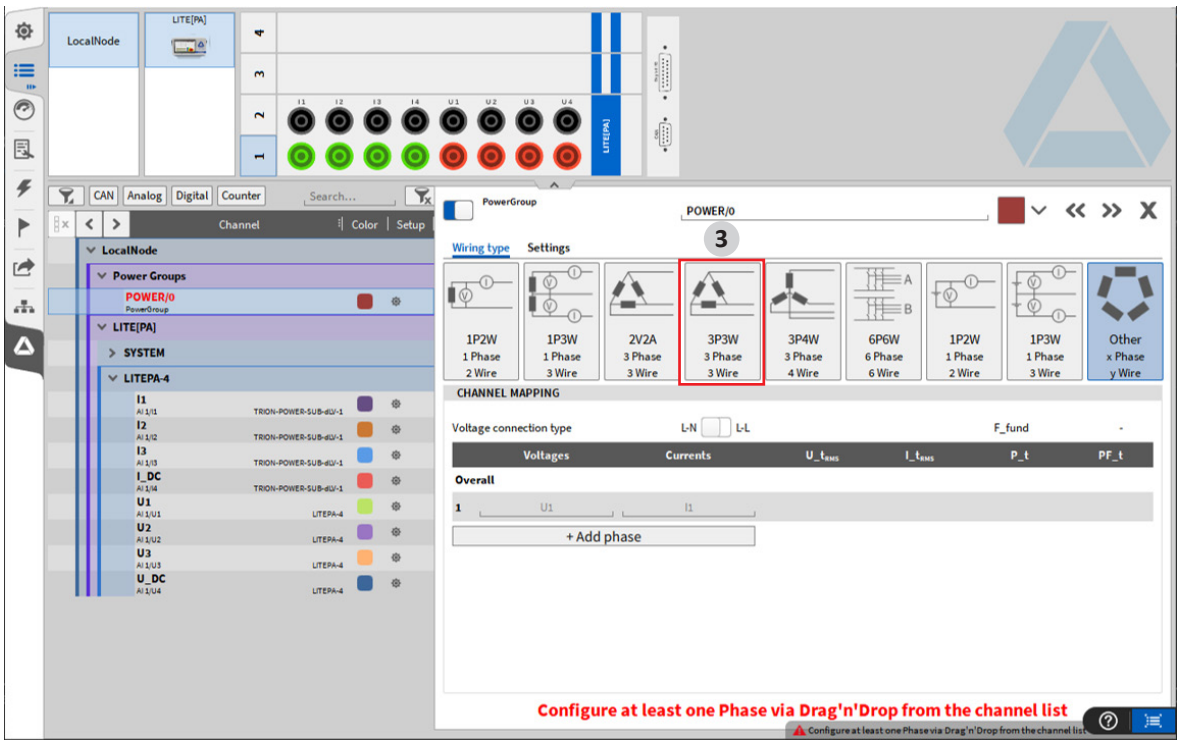 LocalNode
LITE[PA]
4
3
2
1
I1 I2 I3 I4 U1 U2 U3 U4
LITE[PA]
CAN
CAN Analog Digital Counter Search...
Channel Color Setup
LocalNode
Power Groups
POWER/0
PowerGroup
LITE[PA]
SYSTEM
LITEPA-4
I1
AI 1/I1 TRION-POWER-SUB-dLV-1
I2
AI 1/I2 TRION-POWER-SUB-dLV-1
I3
AI 1/I3 TRION-POWER-SUB-dLV-1
I_DC
AI 1/I4 TRION-POWER-SUB-dLV-1
U1
AI 1/U1 LITEPA-4
U2
AI 1/U2 LITEPA-4
U3
AI 1/U3 LITEPA-4
U_DC
AI 1/U4 LITEPA-4
PowerGroup
POWER/0
3
Wiring type Settings
A
B
1P2W 1P3W 2V2A 3P3W 3P4W 6P6W 1P2W 1P3W Other
1 Phase 1 Phase 3 Phase 3 Phase 3 Phase 6 Phase 1 Phase 1 Phase x Phase
2 Wire 3 Wire 3 Wire 3 Wire 4 Wire 6 Wire 2 Wire 3 Wire y Wire
CHANNEL MAPPING
Voltage connection type L-N L-L F_fund -
Voltages Currents U_tRMS I_tRMS P_t PF_t
Overall
1 U1 I1
+ Add phase
Configure at least one Phase via Drag'n'Drop from the channel list
Configure at least one Phase via Drag'n'Drop from the channel list